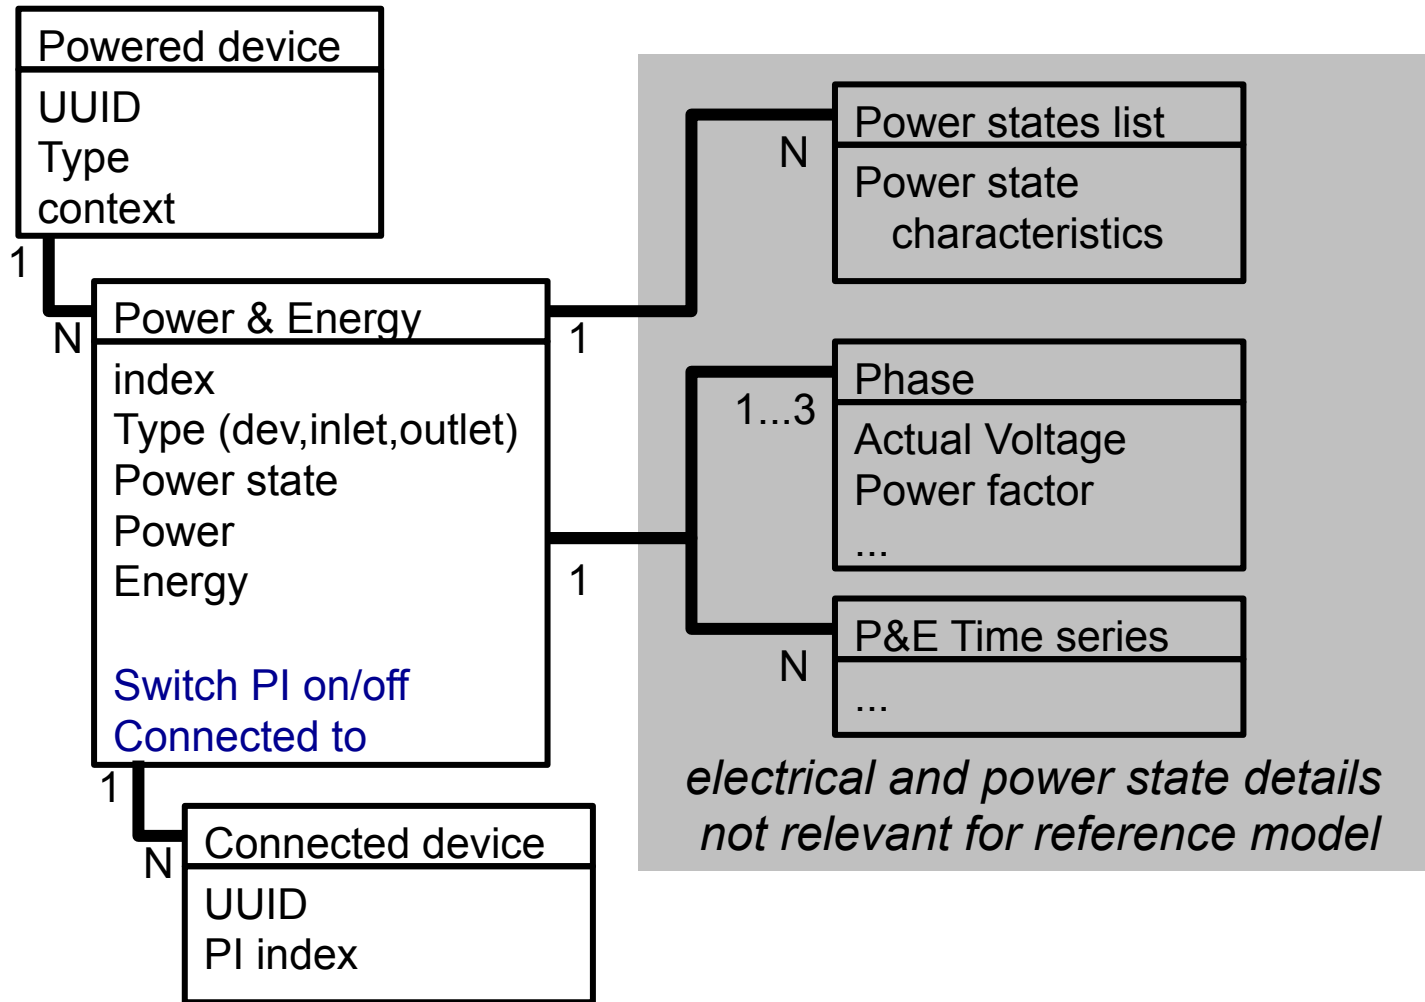 Powered device
UUID
Type
context
1
N
Power & Energy
1
index
Type (dev,inlet,outlet)
Power state
Power
Energy
1
Switch PI on/off
Connected to
1
N
Connected device
UUID
PI index
N
Power states list
Power state
characteristics
1...3
Phase
Actual Voltage
Power factor
...
N
P&E Time series
...
electrical and power state details
not relevant for reference model